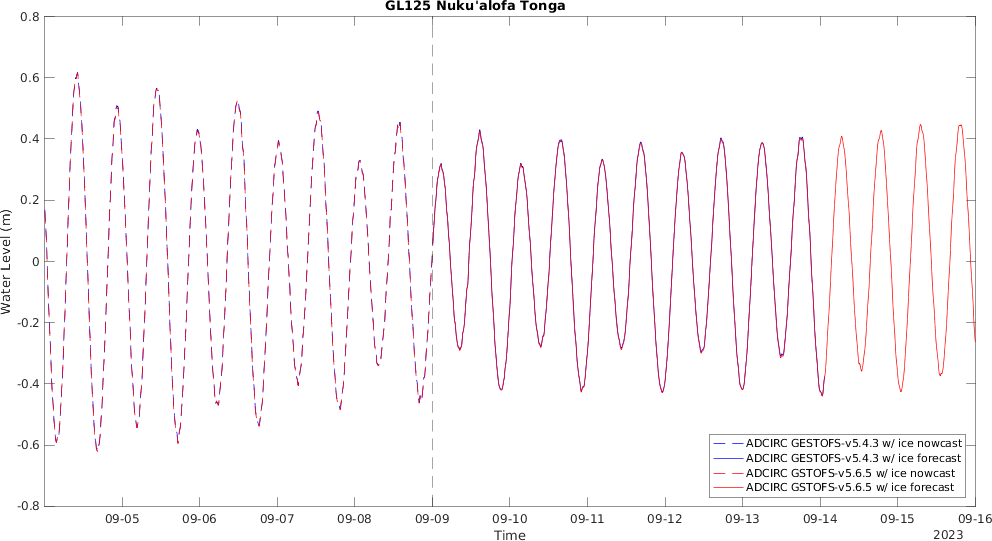 GL125 Nuku'alofa Tonga
Water Level (m)
0.8
0.6
0.4
0.2
0
-0.2
-0.4
-0.6
-0.8
ADCIRC GESTOFS-v5.4.3 w/ ice nowcast
ADCIRC GESTOFS-v5.4.3 w/ ice forecast
ADCIRC GSTOFS-v5.6.5 w/ ice nowcast
ADCIRC GSTOFS-v5.6.5 w/ ice forecast
09-05 09-06 09-07 09-08 09-09 09-10 09-11 09-12 09-13 09-14 09-15 09-16
Time
2023